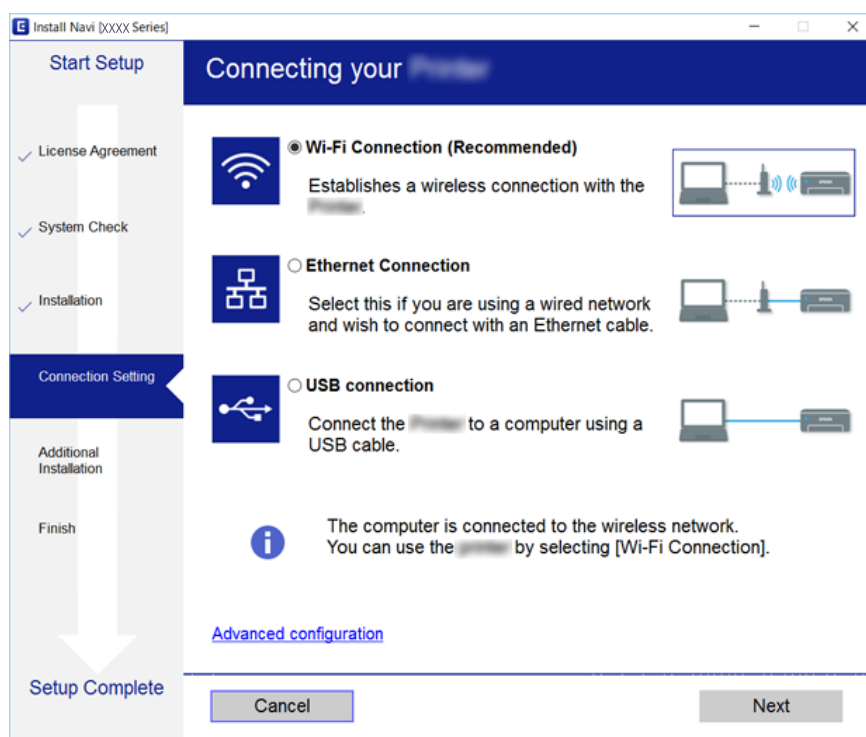 Install Navi [XXXX Series]
Start Setup
License Agreement
System Check
Installation
Connection Setting
Additional
Installation
Finish
Setup Complete
Connecting your
Wi-Fi Connection (Recommended)
Establishes a wireless connection with the
.
Ethernet Connection
Select this if you are using a wired network
and wish to connect with an Ethernet cable.
USB connection
Connect the to a computer using a
USB cable.
The computer is connected to the wireless network.
You can use the by selecting [Wi-Fi Connection].
Advanced configuration
Cancel
Next